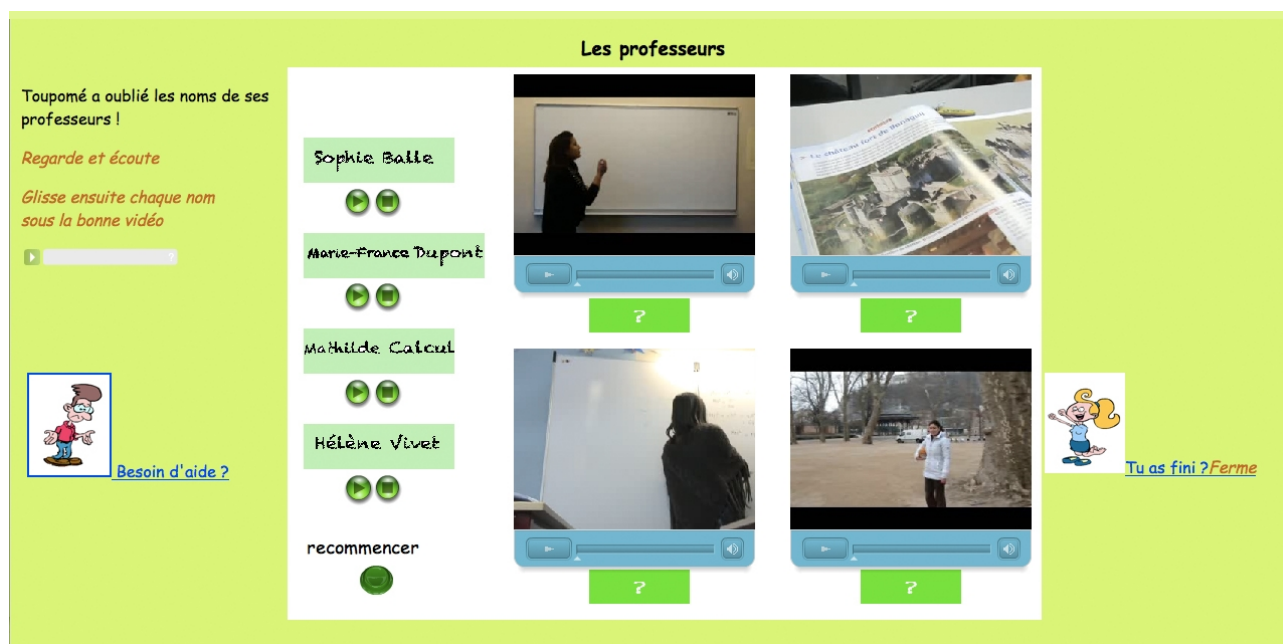 Les professeurs
Toupomé a oublié les noms de ses
professeurs !
Regarde et écoute
Glisse ensuite chaque nom
sous la bonne vidéo
?
Besoin d'aide ?
Sophie Balle
Marie-France Dupont
Mathilde Calcul
Hélène Vivet
recommencer
?
?
?
?
Tu as fini ?Ferme